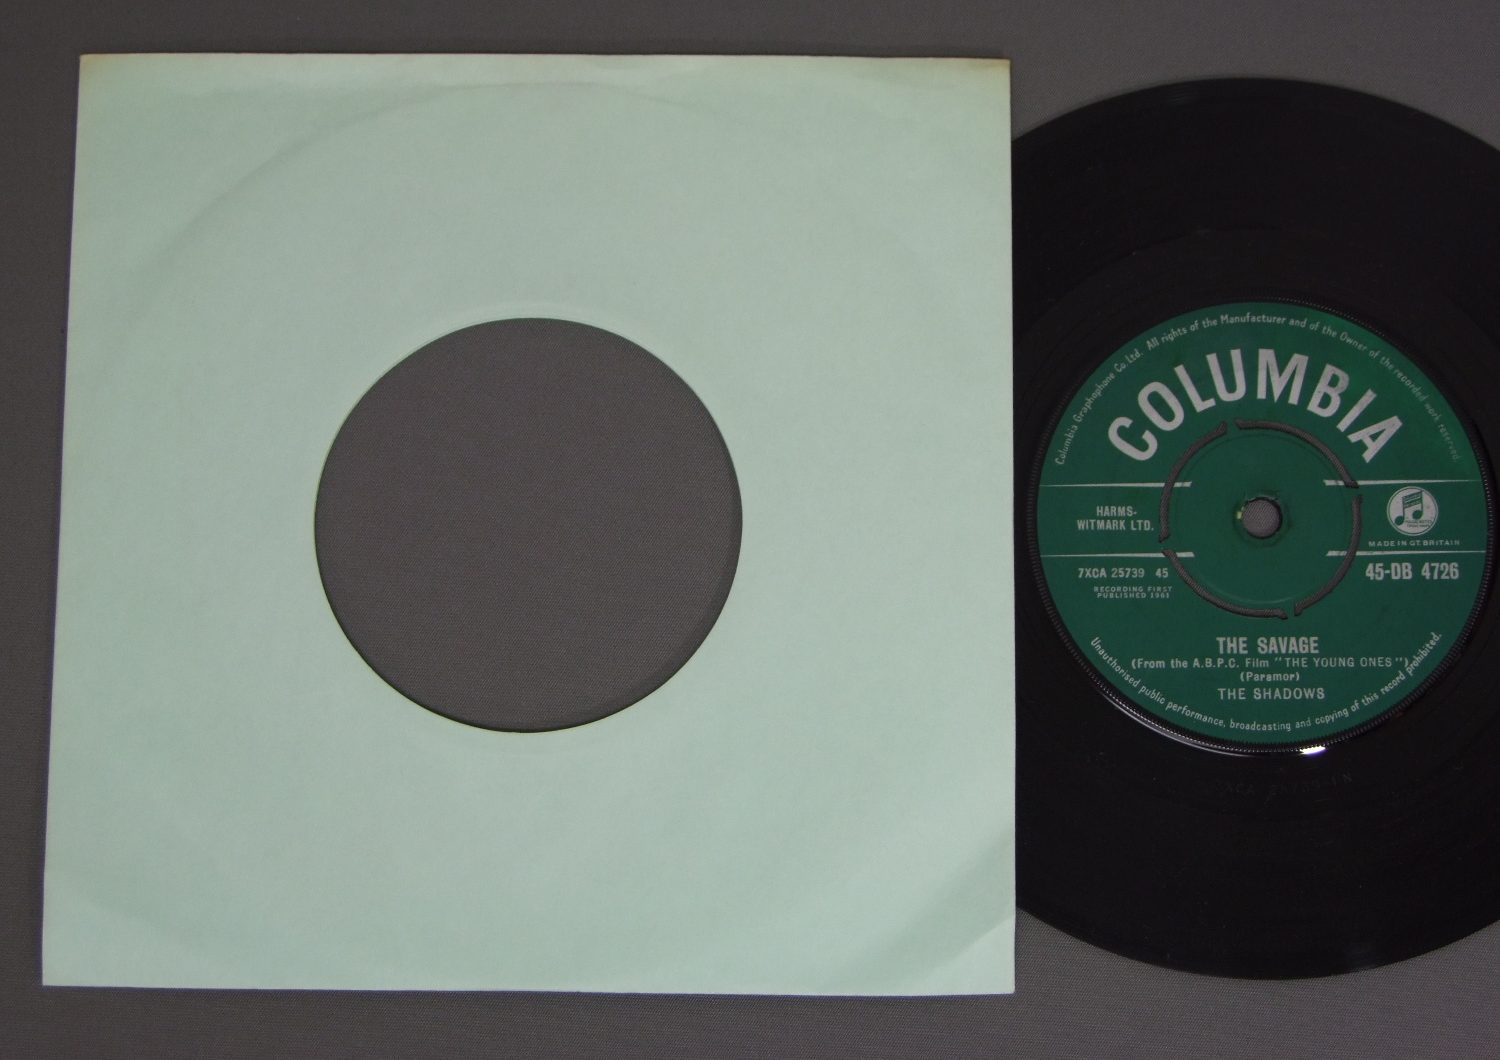 Columbia Graphophone Co. Ltd. All rights of the Manufacturer and of the Owner of the recorded work reserved.
COLUMBIA
HARMS-
WITMARK LTD.
MADE IN GT. BRITAIN
7XCA 25739 45
45-DB 4726
RECORDING FIRST
PUBLISHED 1961
THE SAVAGE
(From the A.B.P.C. Film "THE YOUNG ONES")
(Paramor)
THE SHADOWS
Unauthorised public performance, broadcasting and copying of this record prohibited.